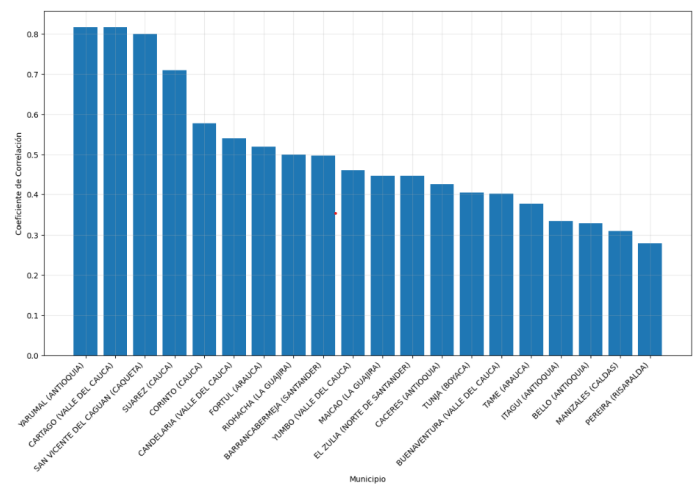 Coeficiente de Correlación
0.8
0.7
0.6
0.5
0.4
0.3
0.2
0.1
0.0
YARUMAL (ANTIOQUIA)
CARTAGO (VALLE DEL CAUCA)
SAN VICENTE DEL CAGUAN (CAQUETA)
SUAREZ (CAUCA)
CORINTO (CAUCA)
CANDELARIA (VALLE DEL CAUCA)
FORTUL (ARAUCA)
RIOHACHA (LA GUAJIRA)
BARRANCABERMEJA (SANTANDER)
YUMBO (VALLE DEL CAUCA)
MAICAO (LA GUAJIRA)
EL ZULIA (NORTE DE SANTANDER)
CACERES (ANTIOQUIA)
TUNJA (BOYACA)
BUENAVENTURA (VALLE DEL CAUCA)
TAME (ARAUCA)
ITAGUI (ANTIOQUIA)
BELLO (ANTIOQUIA)
MANIZALES (CALDAS)
PEREIRA (RISARALDA)
Municipio